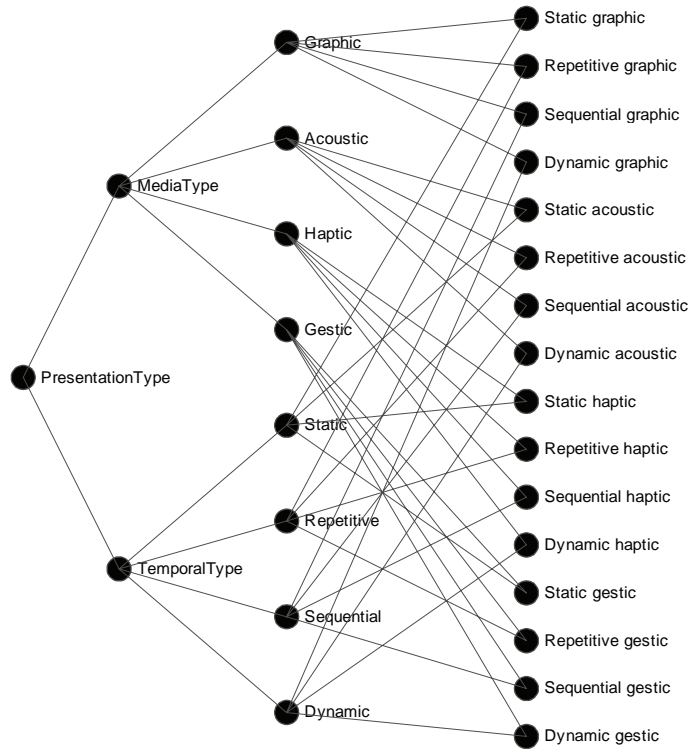 PresentationType
MediaType
TemporalType
Graphic
Acoustic
Haptic
Gestic
Static
Repetitive
Sequential
Dynamic
Static graphic
Repetitive graphic
Sequential graphic
Dynamic graphic
Static acoustic
Repetitive acoustic
Sequential acoustic
Dynamic acoustic
Static haptic
Repetitive haptic
Sequential haptic
Dynamic haptic
Static gestic
Repetitive gestic
Sequential gestic
Dynamic gestic